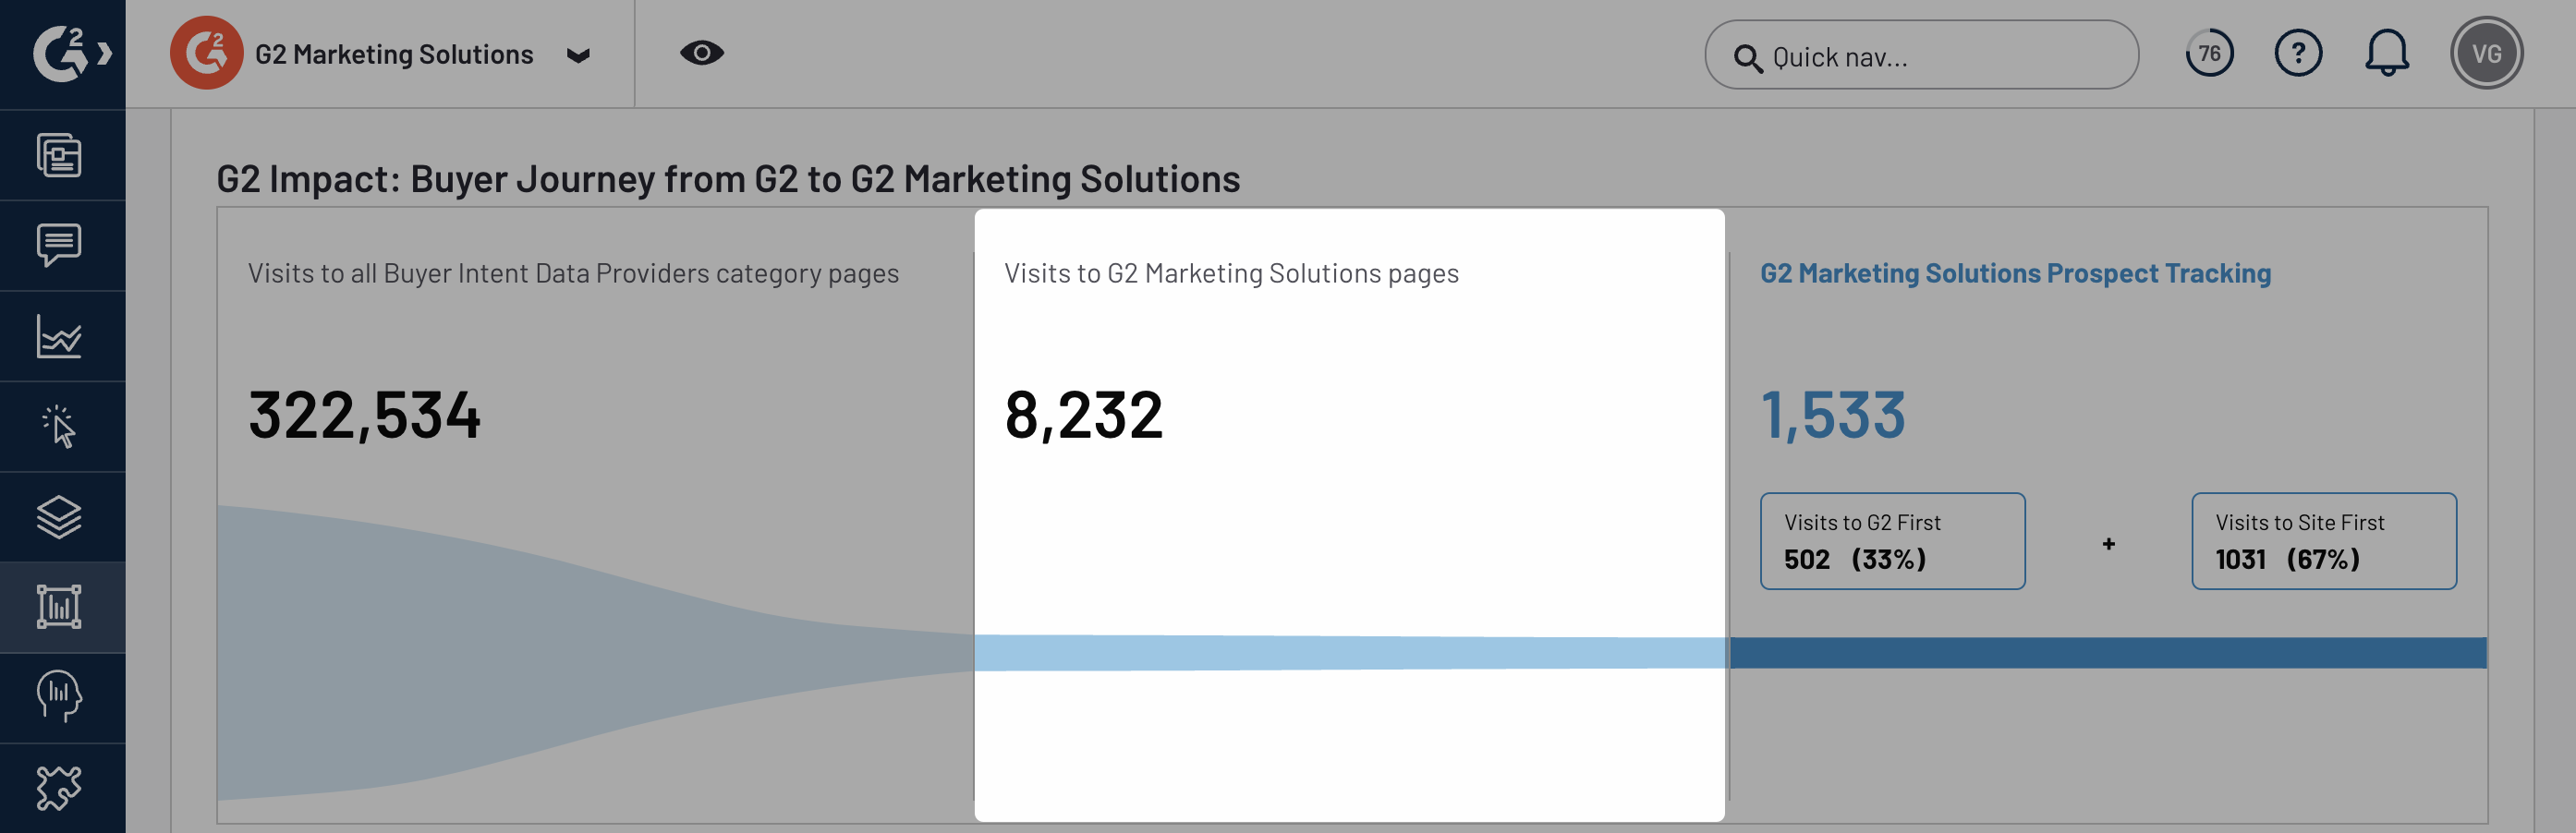 G2
G2 Marketing Solutions
Quick nav...
76
?
VG
G2 Impact: Buyer Journey from G2 to G2 Marketing Solutions
Visits to all Buyer Intent Data Providers category pages
322,534
Visits to G2 Marketing Solutions pages
8,232
G2 Marketing Solutions Prospect Tracking
1,533
Visits to G2 First
502 (33%)
+
Visits to Site First
1031 (67%)